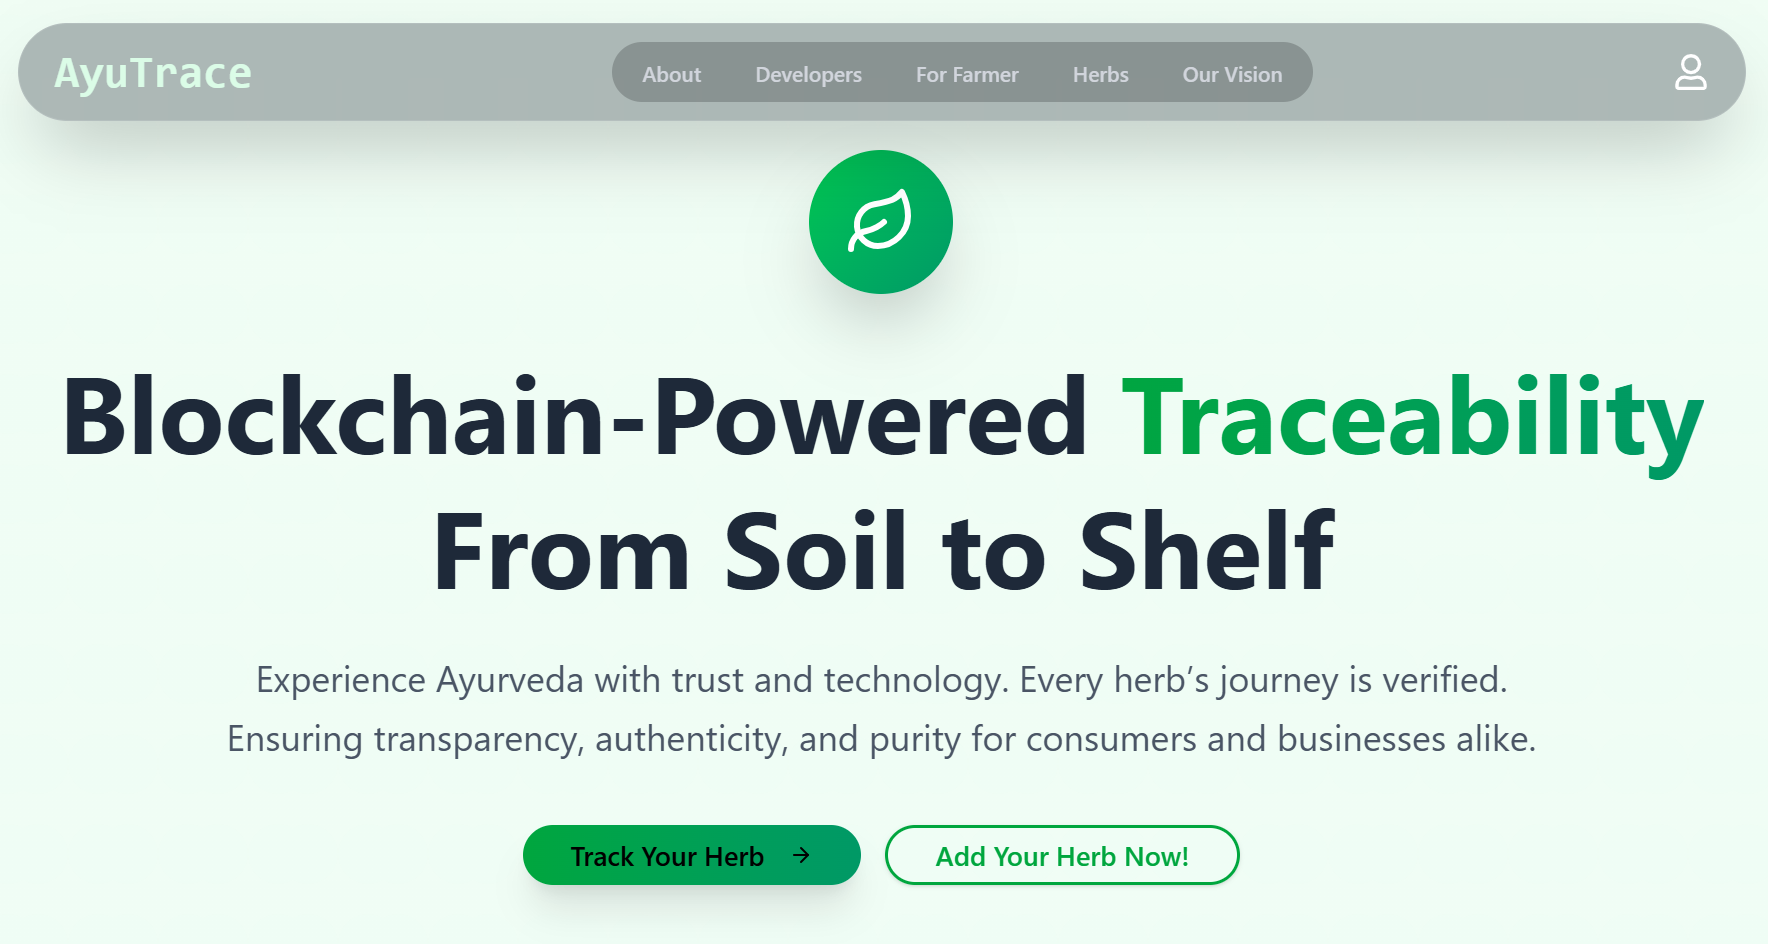 AyuTrace
About Developers For Farmer Herbs Our Vision
Blockchain-Powered Traceability
From Soil to Shelf
Experience Ayurveda with trust and technology. Every herb’s journey is verified.
Ensuring transparency, authenticity, and purity for consumers and businesses alike.
Track Your Herb →
Add Your Herb Now!